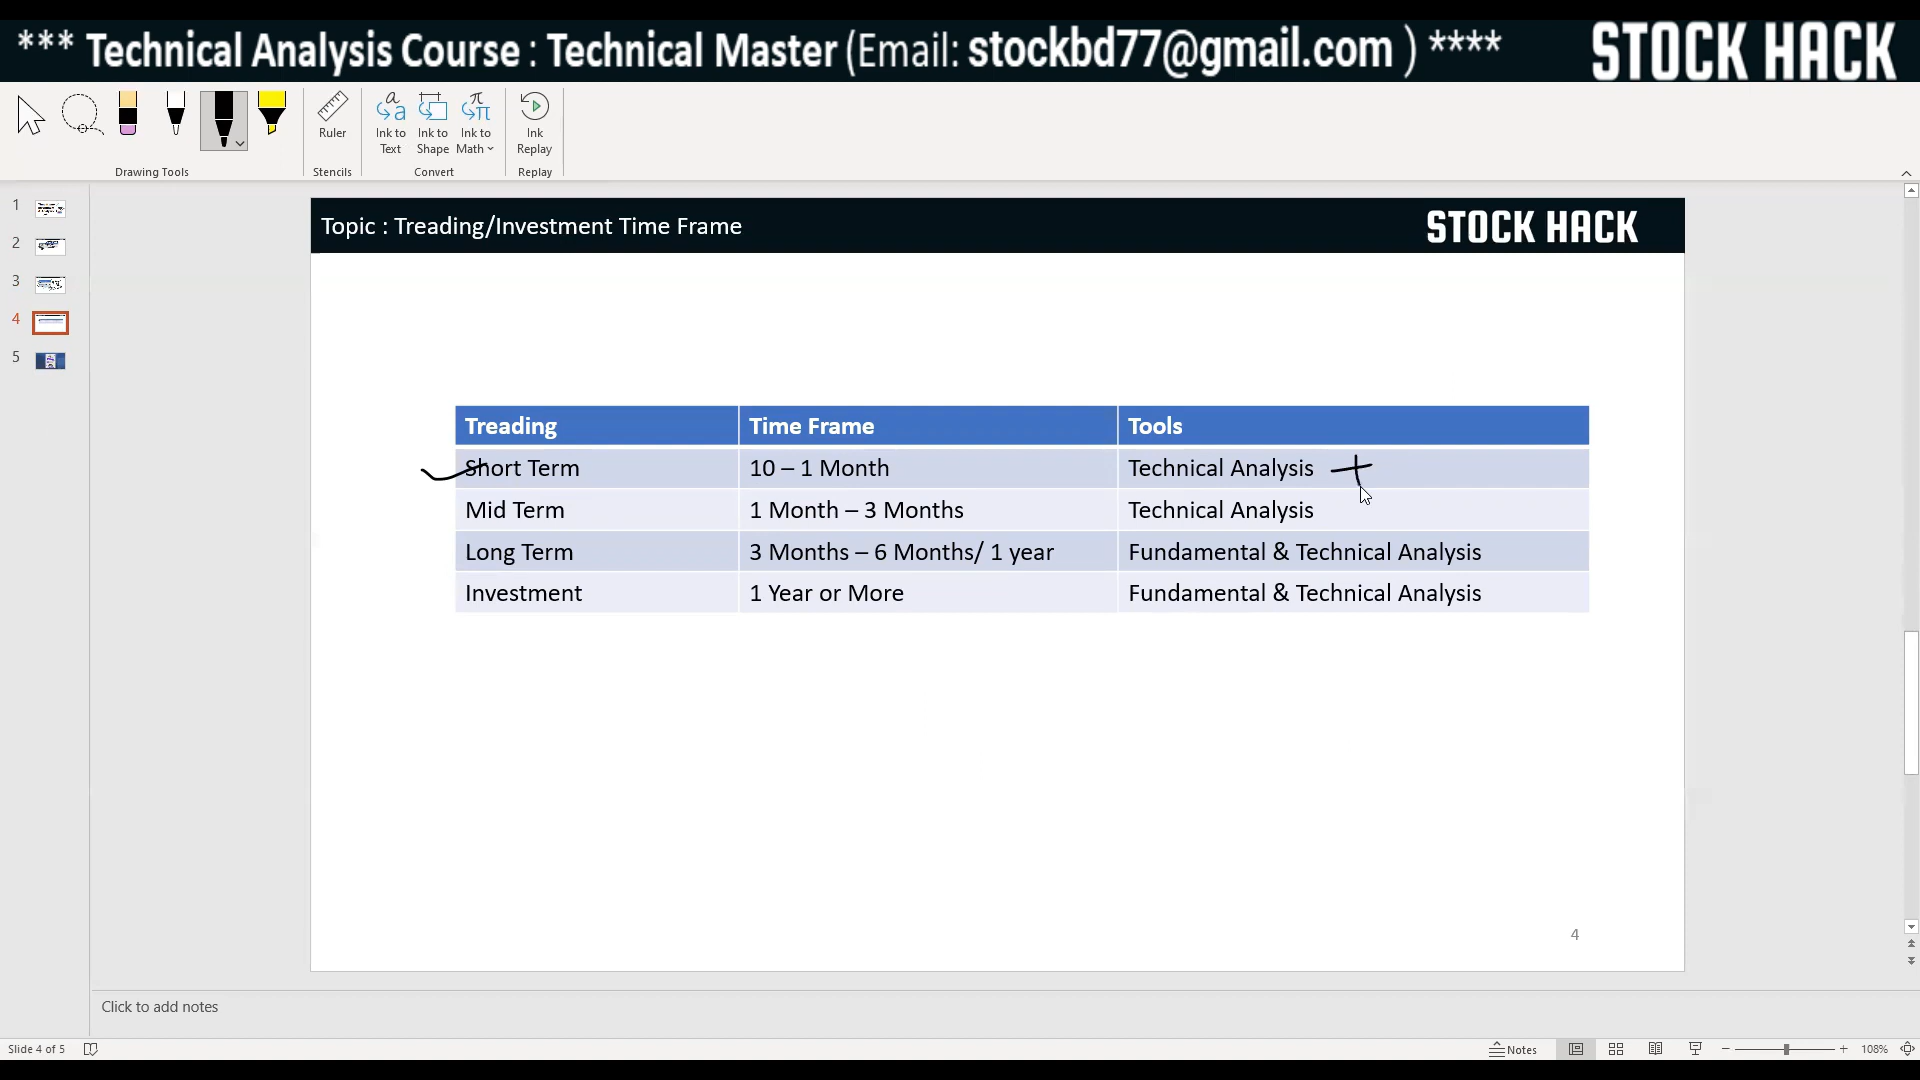 *** Technical Analysis Course : Technical Master (Email: stockbd77@gmail.com ) **** STOCK HACK
Ruler
Ink to Text
Ink to Shape
Ink to Math
Ink Replay
Drawing Tools Stencils Convert Replay
1
2
3
4
5
Topic : Treading/Investment Time Frame STOCK HACK
Treading Time Frame Tools
Short Term 10 – 1 Month Technical Analysis +
Mid Term 1 Month – 3 Months Technical Analysis
Long Term 3 Months – 6 Months/ 1 year Fundamental & Technical Analysis
Investment 1 Year or More Fundamental & Technical Analysis
4
Click to add notes
Slide 4 of 5 Notes 108%